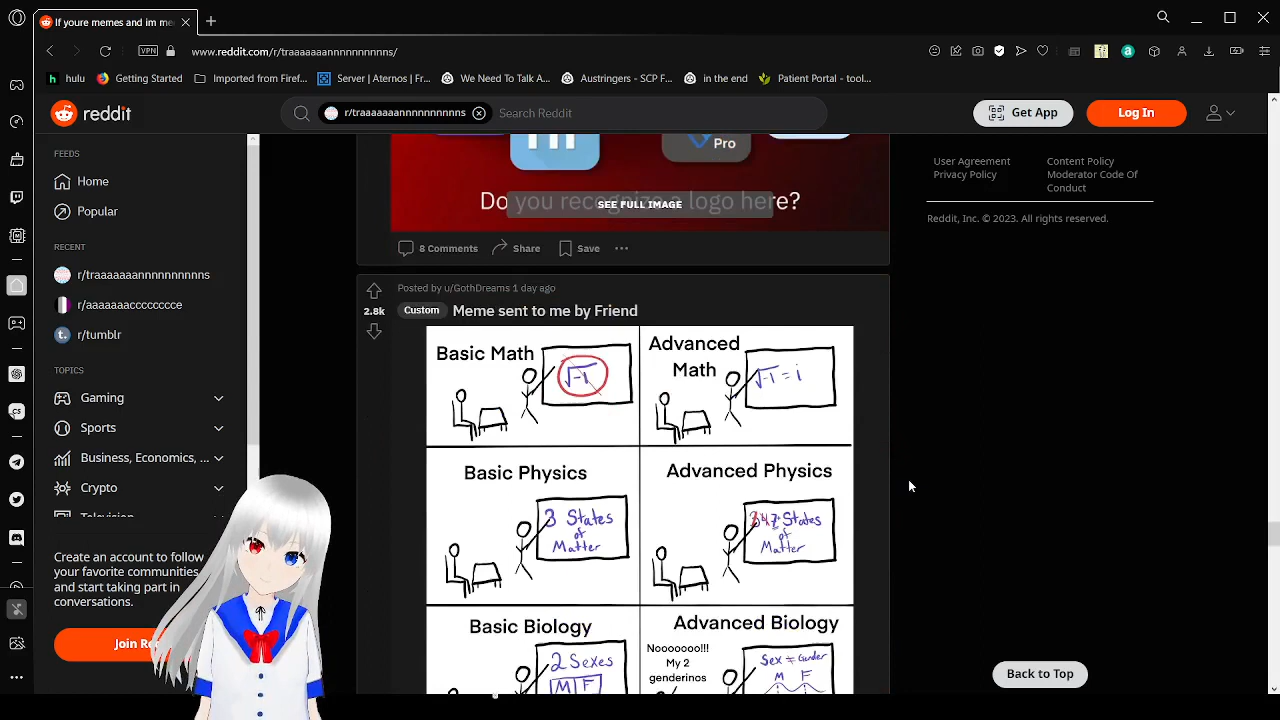 If youre memes and im me
VPN
www.reddit.com/r/traaaaaaannnnnnnnnns/
hulu
Getting Started
Imported from Firef...
Server | Aternos | Fr...
We Need To Talk A...
Austringers - SCP F...
in the end
Patient Portal - tool...
reddit
r/traaaaaaannnnnnnnnns
Search Reddit
Get App
Log In
FEEDS
Home
Popular
RECENT
r/traaaaaaannnnnnnnnns
r/aaaaaaacccccccce
r/tumblr
TOPICS
Gaming
Sports
Business, Economics, ...
Crypto
Television
Create an account to follow
your favorite communities
and start taking part in
conversations.
Join Re
Pro
Do you recognize a logo here?
SEE FULL IMAGE
8 Comments
Share
Save
Posted by u/GothDreams 1 day ago
2.8k
Custom
Meme sent to me by Friend
Basic Math
√-1
Advanced
Math
√-1 = i
Basic Physics
3 States
of
Matter
Advanced Physics
States
of
Matter
Basic Biology
2 Sexes
M F
Advanced Biology
Nooooooo!!!
My 2
genderinos
Sex ≠ Gender
M F
User Agreement
Privacy Policy
Content Policy
Moderator Code Of
Conduct
Reddit, Inc. © 2023. All rights reserved.
Back to Top